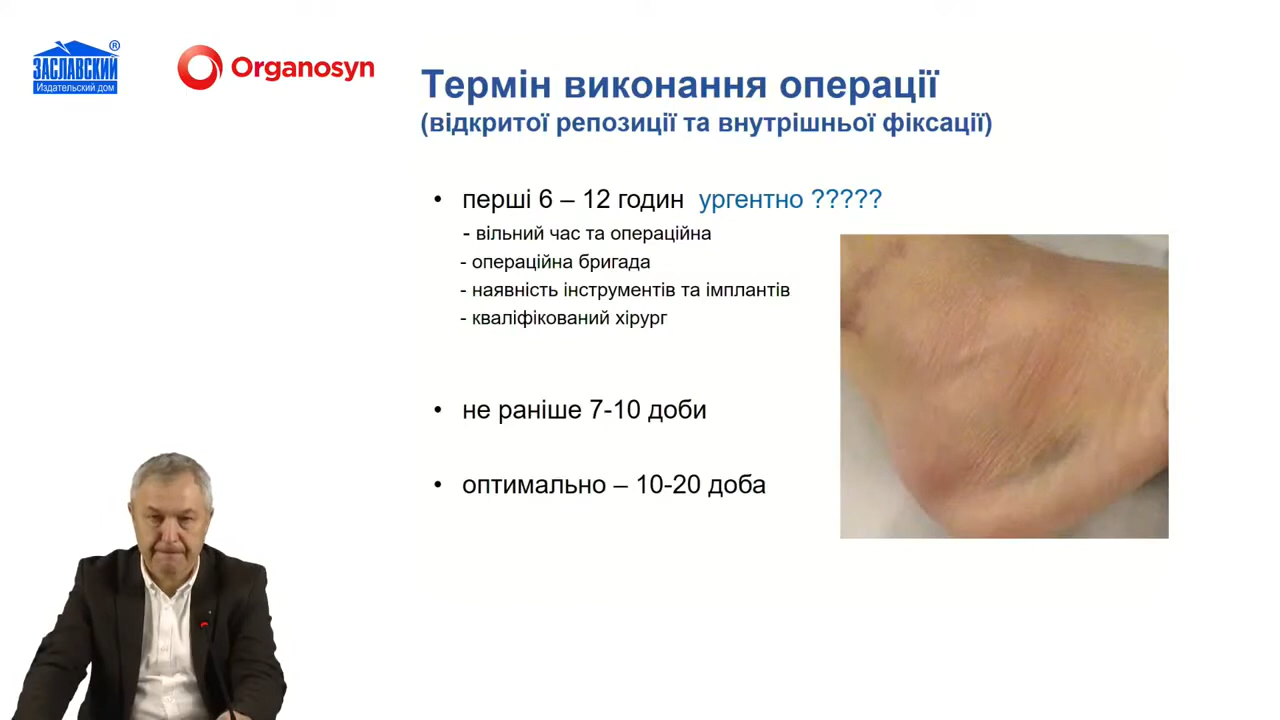 ЗАСЛАВСКИЙ®
Издательский дом
Organosyn
Термін виконання операції
(відкритої репозиції та внутрішньої фіксації)
• перші 6 – 12 годин ургентно ?????
- вільний час та операційна
- операційна бригада
- наявність інструментів та імплантів
- кваліфікований хірург
• не раніше 7-10 доби
• оптимально – 10-20 доба